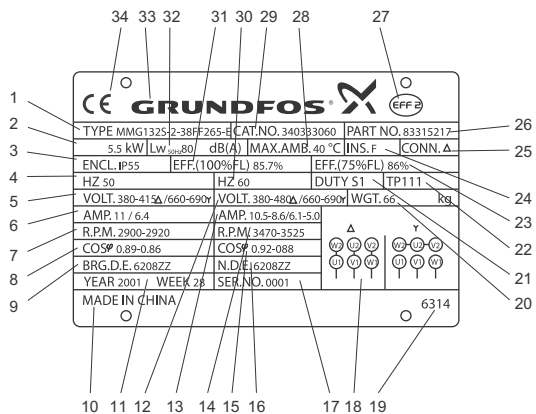 34 33 32 31 30 29 28 27
CE GRUNDFOS® X EFF 2
1 TYPE MMG132S-2-38FF265-E CAT.NO. 340333060 PART NO. 83315217 26
2 5.5 kW Lw 50Hz 80 dB(A) MAX.AMB. 40 °C INS. F CONN. Δ 25
3 ENCL. IP55 EFF.(100%FL) 85.7% EFF.(75%FL) 86% 24
4 HZ 50 HZ 60 DUTY S1 TP111 23
5 VOLT. 380-415Δ/660-690Y VOLT. 380-480Δ/660-690Y WGT. 66 kg 22
6 AMP. 11 / 6.4 AMP. 10.5-8.6/6.1-5.0 Δ Y 21
7 R.P.M. 2900-2920 R.P.M. 3470-3525 W2 U2 V2 W2 U2 V2 20
8 COSφ 0.89-0.86 COSφ 0.92-088 U1 V1 W1 U1 V1 W1
9 BRG.D.E. 6208ZZ N.D.E. 6208ZZ
YEAR 2001 WEEK 28 SER.NO. 0001
MADE IN CHINA 6314
10 11 12 13 14 15 16 17 18 19